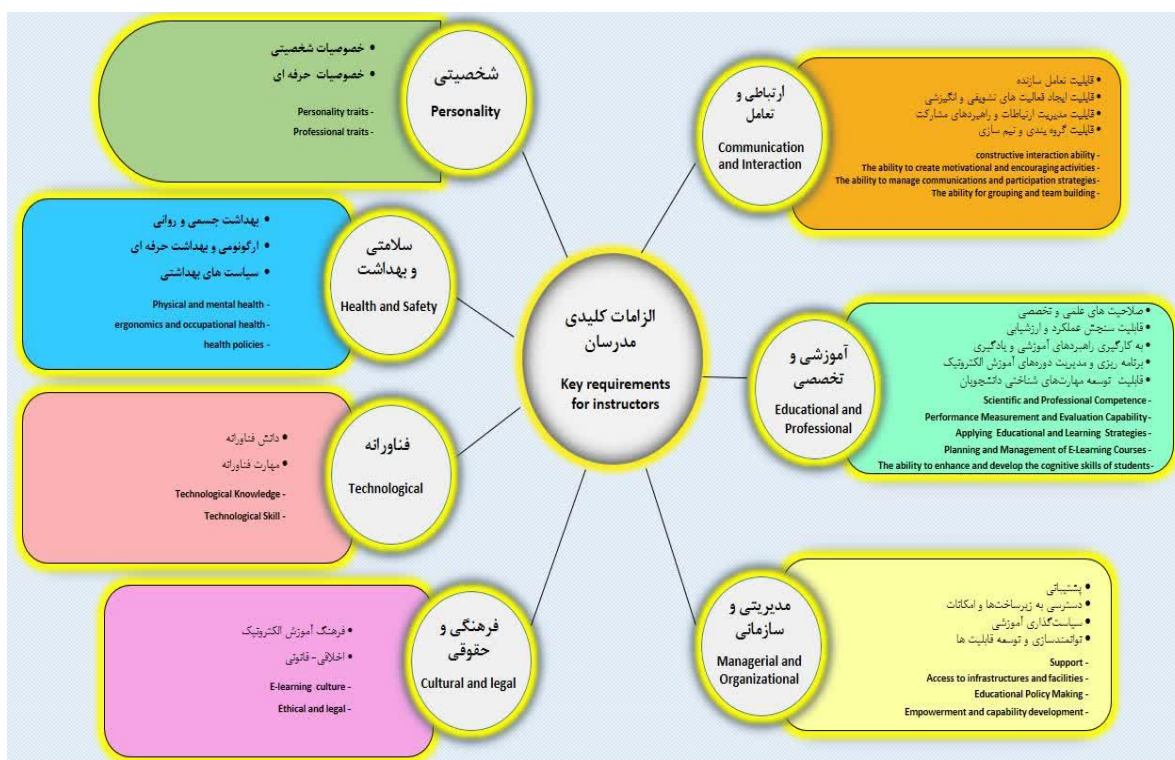 شخصیتی
Personality
• خصوصیات شخصیتی
• خصوصیات حرفه ای
Personality traits -
Professional traits -
ارتباطی و
تعامل
Communication
and Interaction
• قابلیت تعامل سازنده
• قابلیت ایجاد فعالیت های تشویقی و انگیزشی
• قابلیت مدیریت ارتباطات و راهبردهای مشارکت
• قابلیت گروه بندی و تیم سازی
constructive interaction ability -
The ability to create motivational and encouraging activities -
The ability to manage communications and participation strategies -
The ability for grouping and team building -
سلامتی
و بهداشت
Health and Safety
• بهداشت جسمی و روانی
• ارگونومی و بهداشت حرفه ای
• سیاست های بهداشتی
Physical and mental health -
ergonomics and occupational health -
health policies -
الزامات کلیدی
مدرسان
Key requirements
for instructors
آموزشی و
تخصصی
Educational and
Professional
• صلاحیت های علمی و تخصصی
• قابلیت سنجش عملکرد و ارزشیابی
• به کارگیری راهبردهای آموزشی و یادگیری
• برنامه ریزی و مدیریت دوره‌های آموزش الکترونیک
• قابلیت توسعه مهارت‌های شناختی دانشجویان
Scientific and Professional Competence -
Performance Measurement and Evaluation Capability -
Applying Educational and Learning Strategies -
Planning and Management of E-Learning Courses -
The ability to enhance and develop the cognitive skills of students -
فناورانه
Technological
• دانش فناورانه
• مهارت فناورانه
Technological Knowledge -
Technological Skill -
فرهنگی و
حقوقی
Cultural and legal
• فرهنگ آموزش الکترونیک
• اخلاقی- قانونی
E-learning culture -
Ethical and legal -
مدیریتی و
سازمانی
Managerial and
Organizational
• پشتیبانی
• دسترسی به زیرساخت‌ها و امکانات
• سیاست‌گذاری آموزشی
• توانمندسازی و توسعه قابلیت ها
Support -
Access to infrastructures and facilities -
Educational Policy Making -
Empowerment and capability development -